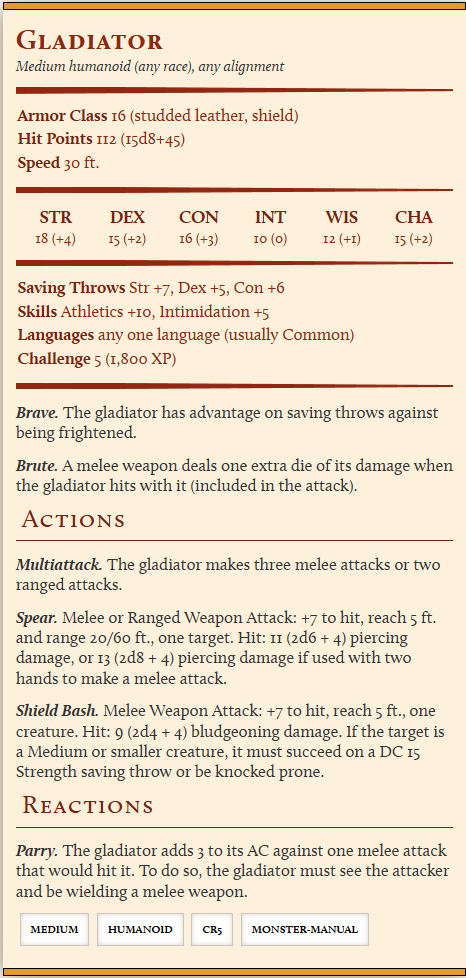 Gladiator
Medium humanoid (any race), any alignment
Armor Class 16 (studded leather, shield)
Hit Points 112 (15d8+45)
Speed 30 ft.
STR DEX CON INT WIS CHA
18 (+4) 15 (+2) 16 (+3) 10 (0) 12 (+1) 15 (+2)
Saving Throws Str +7, Dex +5, Con +6
Skills Athletics +10, Intimidation +5
Languages any one language (usually Common)
Challenge 5 (1,800 XP)
Brave. The gladiator has advantage on saving throws against
being frightened.
Brute. A melee weapon deals one extra die of its damage when
the gladiator hits with it (included in the attack).
Actions
Multiattack. The gladiator makes three melee attacks or two
ranged attacks.
Spear. Melee or Ranged Weapon Attack: +7 to hit, reach 5 ft.
and range 20/60 ft., one target. Hit: 11 (2d6 + 4) piercing
damage, or 13 (2d8 + 4) piercing damage if used with two
hands to make a melee attack.
Shield Bash. Melee Weapon Attack: +7 to hit, reach 5 ft., one
creature. Hit: 9 (2d4 + 4) bludgeoning damage. If the target is
a Medium or smaller creature, it must succeed on a DC 15
Strength saving throw or be knocked prone.
Reactions
Parry. The gladiator adds 3 to its AC against one melee attack
that would hit it. To do so, the gladiator must see the attacker
and be wielding a melee weapon.
MEDIUM HUMANOID CR5 MONSTER-MANUAL